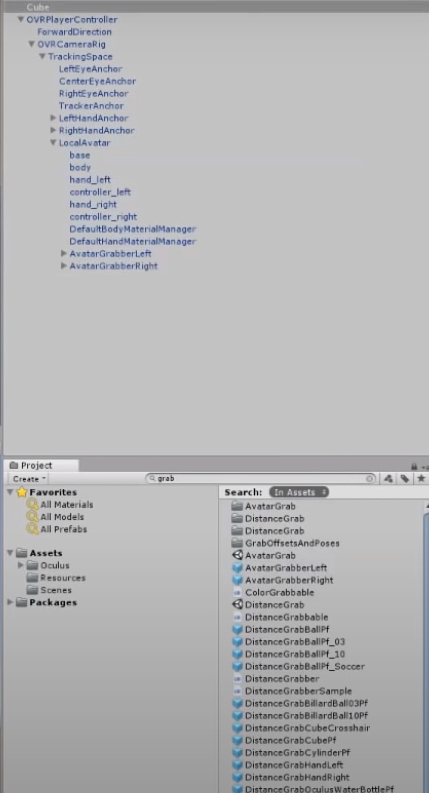 Cube
OVRPlayerController
ForwardDirection
OVRCameraRig
TrackingSpace
LeftEyeAnchor
CenterEyeAnchor
RightEyeAnchor
TrackerAnchor
LeftHandAnchor
RightHandAnchor
LocalAvatar
base
body
hand_left
controller_left
hand_right
controller_right
DefaultBodyMaterialManager
DefaultHandMaterialManager
AvatarGrabberLeft
AvatarGrabberRight
Project
Create
grab
Favorites
All Materials
All Models
All Prefabs
Assets
Oculus
Resources
Scenes
Packages
Search: In Assets
AvatarGrab
DistanceGrab
DistanceGrab
GrabOffsetsAndPoses
AvatarGrab
AvatarGrabberLeft
AvatarGrabberRight
ColorGrabbable
DistanceGrab
DistanceGrabbable
DistanceGrabBallPf
DistanceGrabBallPf_03
DistanceGrabBallPf_10
DistanceGrabBallPf_Soccer
DistanceGrabber
DistanceGrabberSample
DistanceGrabBillardBall03Pf
DistanceGrabBillardBall10Pf
DistanceGrabCubeCrosshair
DistanceGrabCubePf
DistanceGrabCylinderPf
DistanceGrabHandLeft
DistanceGrabHandRight
DistanceGrabOculusWaterBottlePf